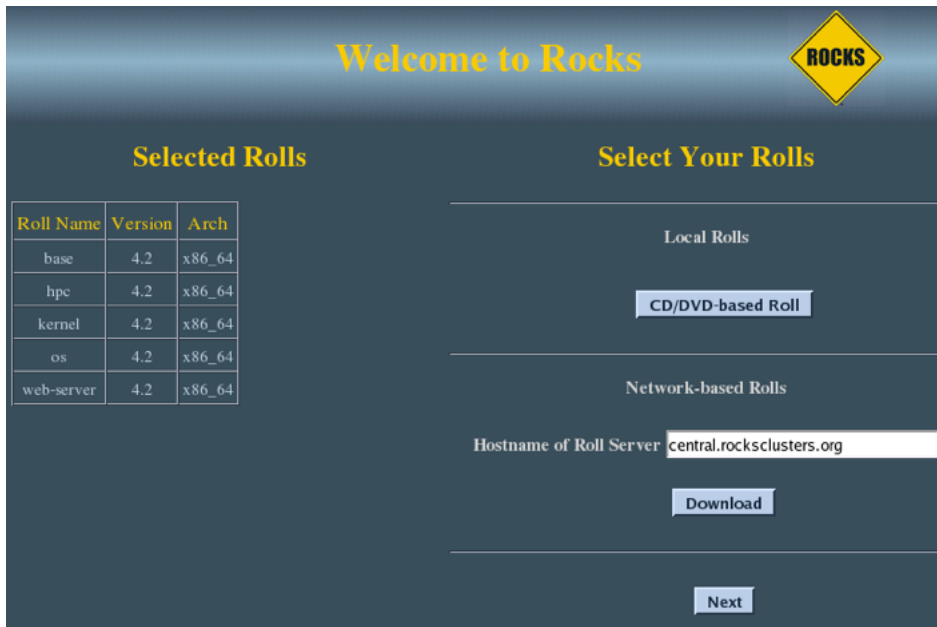 Welcome to Rocks
ROCKS
Selected Rolls
Roll Name Version Arch
base 4.2 x86_64
hpc 4.2 x86_64
kernel 4.2 x86_64
os 4.2 x86_64
web-server 4.2 x86_64
Select Your Rolls
Local Rolls
CD/DVD-based Roll
Network-based Rolls
Hostname of Roll Server central.rocksclusters.org
Download
Next